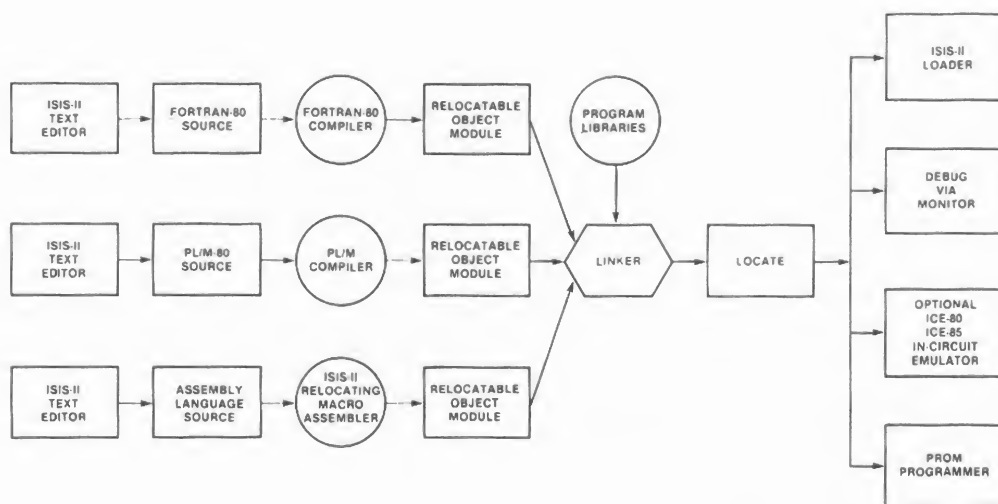 ISIS-II
TEXT
EDITOR
FORTRAN-80
SOURCE
FORTRAN-80
COMPILER
RELOCATABLE
OBJECT
MODULE
PROGRAM
LIBRARIES
ISIS-II
TEXT
EDITOR
PL/M-80
SOURCE
PL/M
COMPILER
RELOCATABLE
OBJECT
MODULE
LINKER
LOCATE
ISIS-II
TEXT
EDITOR
ASSEMBLY
LANGUAGE
SOURCE
ISIS-II
RELOCATING
MACRO
ASSEMBLER
RELOCATABLE
OBJECT
MODULE
ISIS-II
LOADER
DEBUG
VIA
MONITOR
OPTIONAL
ICE-80
ICE-85
IN-CIRCUIT
EMULATOR
PROM
PROGRAMMER